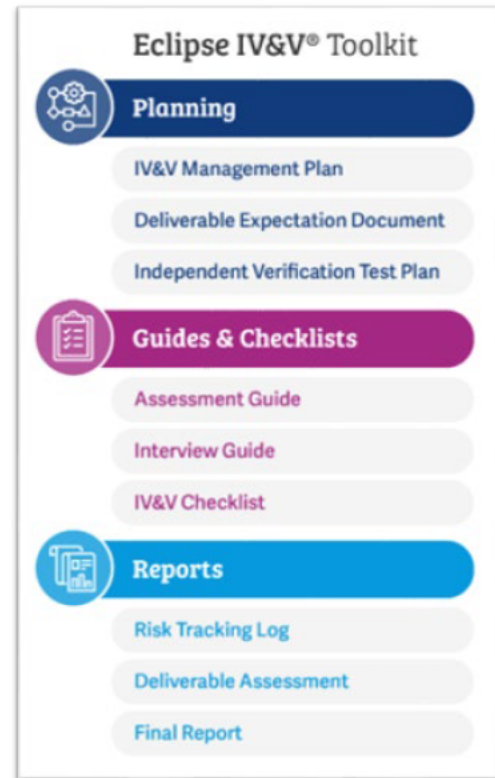 Eclipse IV&V® Toolkit
Planning
IV&V Management Plan
Deliverable Expectation Document
Independent Verification Test Plan
Guides & Checklists
Assessment Guide
Interview Guide
IV&V Checklist
Reports
Risk Tracking Log
Deliverable Assessment
Final Report